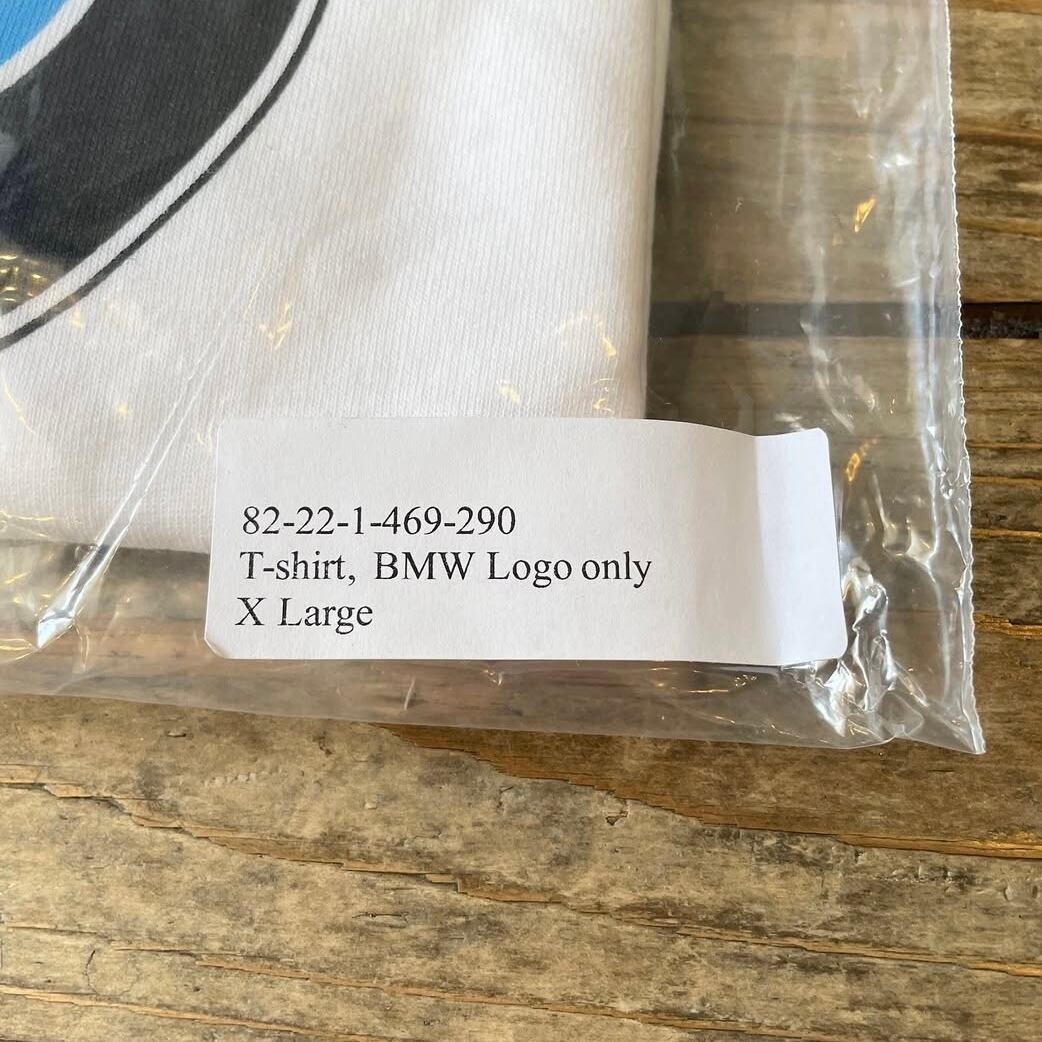 82-22-1-469-290
T-shirt, BMW Logo only
X Large